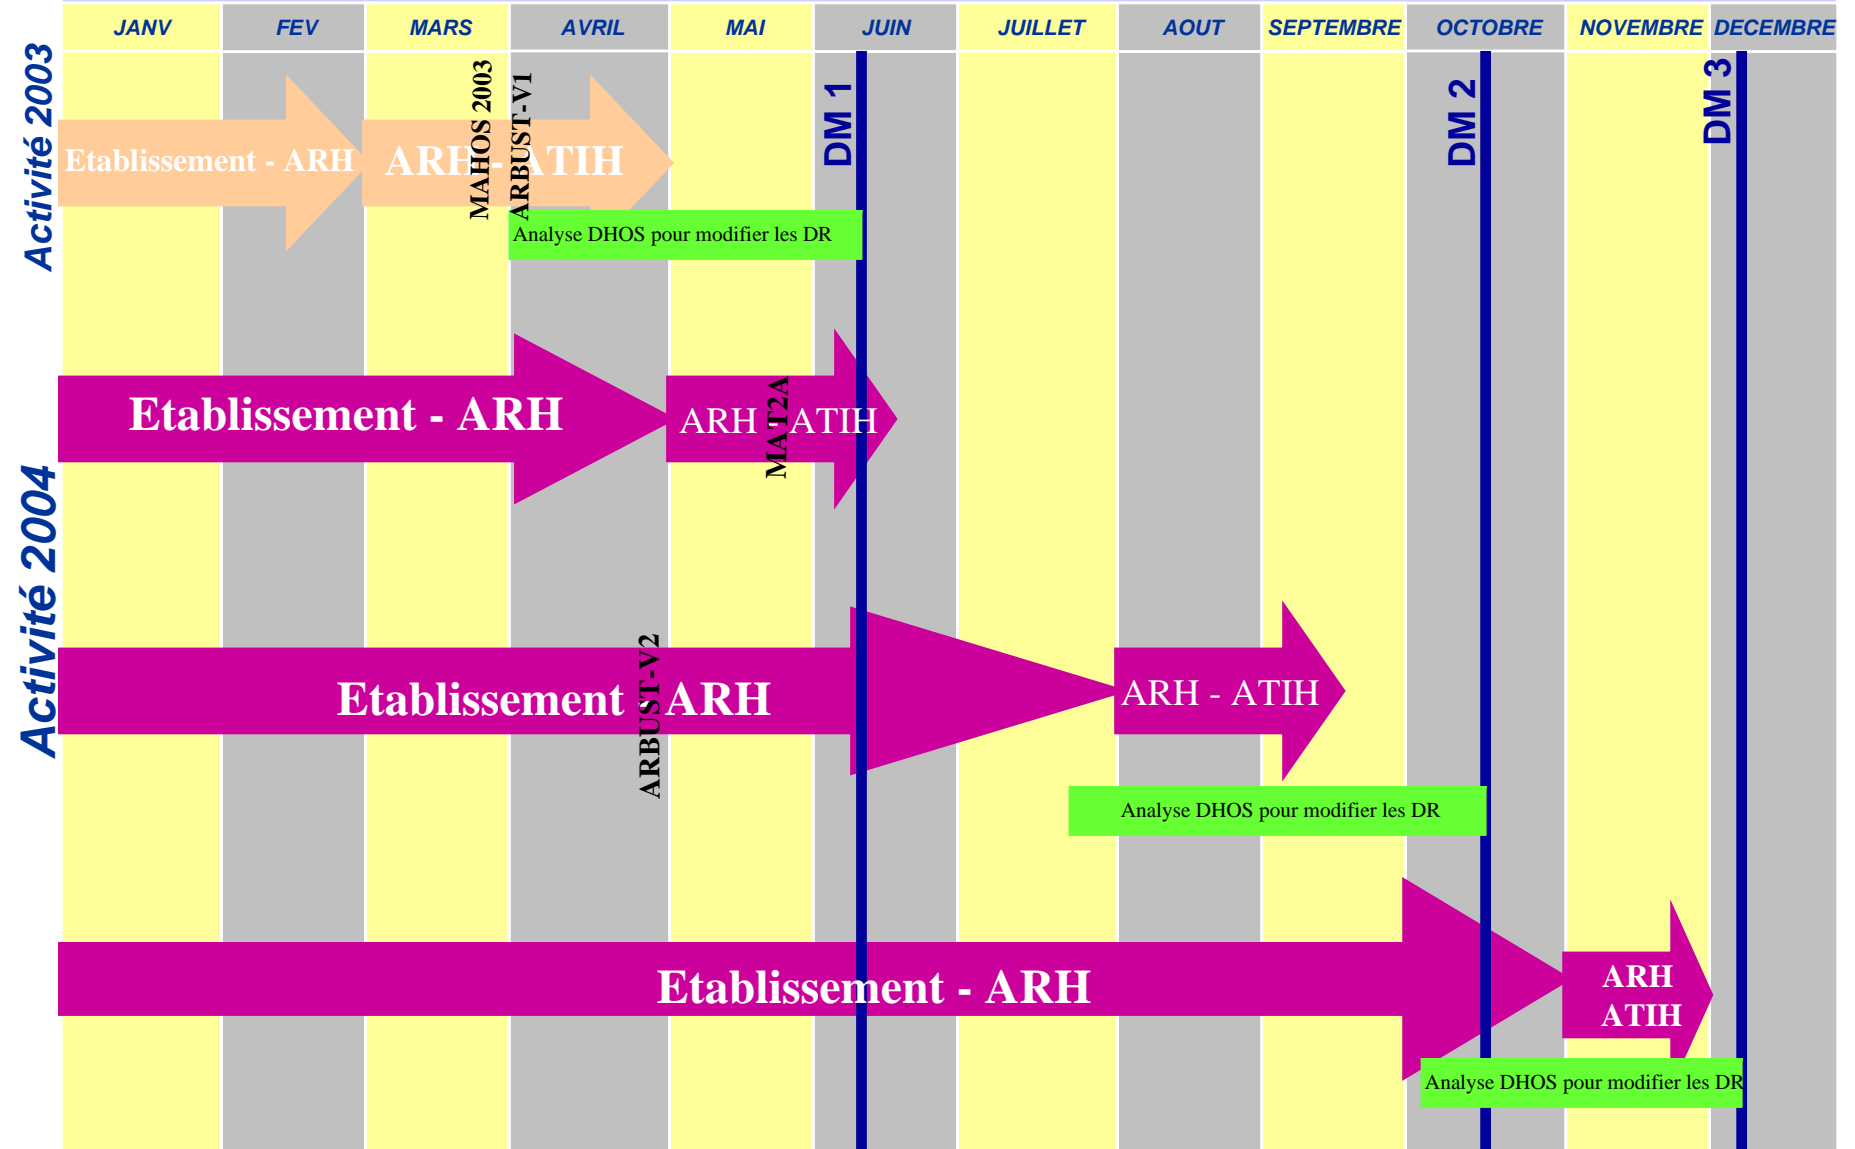 JANV FEV MARS AVRIL MAI JUIN JUILLET AOUT SEPTEMBRE OCTOBRE NOVEMBRE DECEMBRE
Activité 2003
Etablissement - ARH
ARH - ATIH
MAHOS 2003
ARBUST-V1
DM 1
DM 2
DM 3
Analyse DHOS pour modifier les DR
Activité 2004
Etablissement - ARH
ARH - ATIH
MAT2A
Etablissement - ARH
ARBUST-V2
ARH - ATIH
Analyse DHOS pour modifier les DR
Etablissement - ARH
ARH
ATIH
Analyse DHOS pour modifier les DR